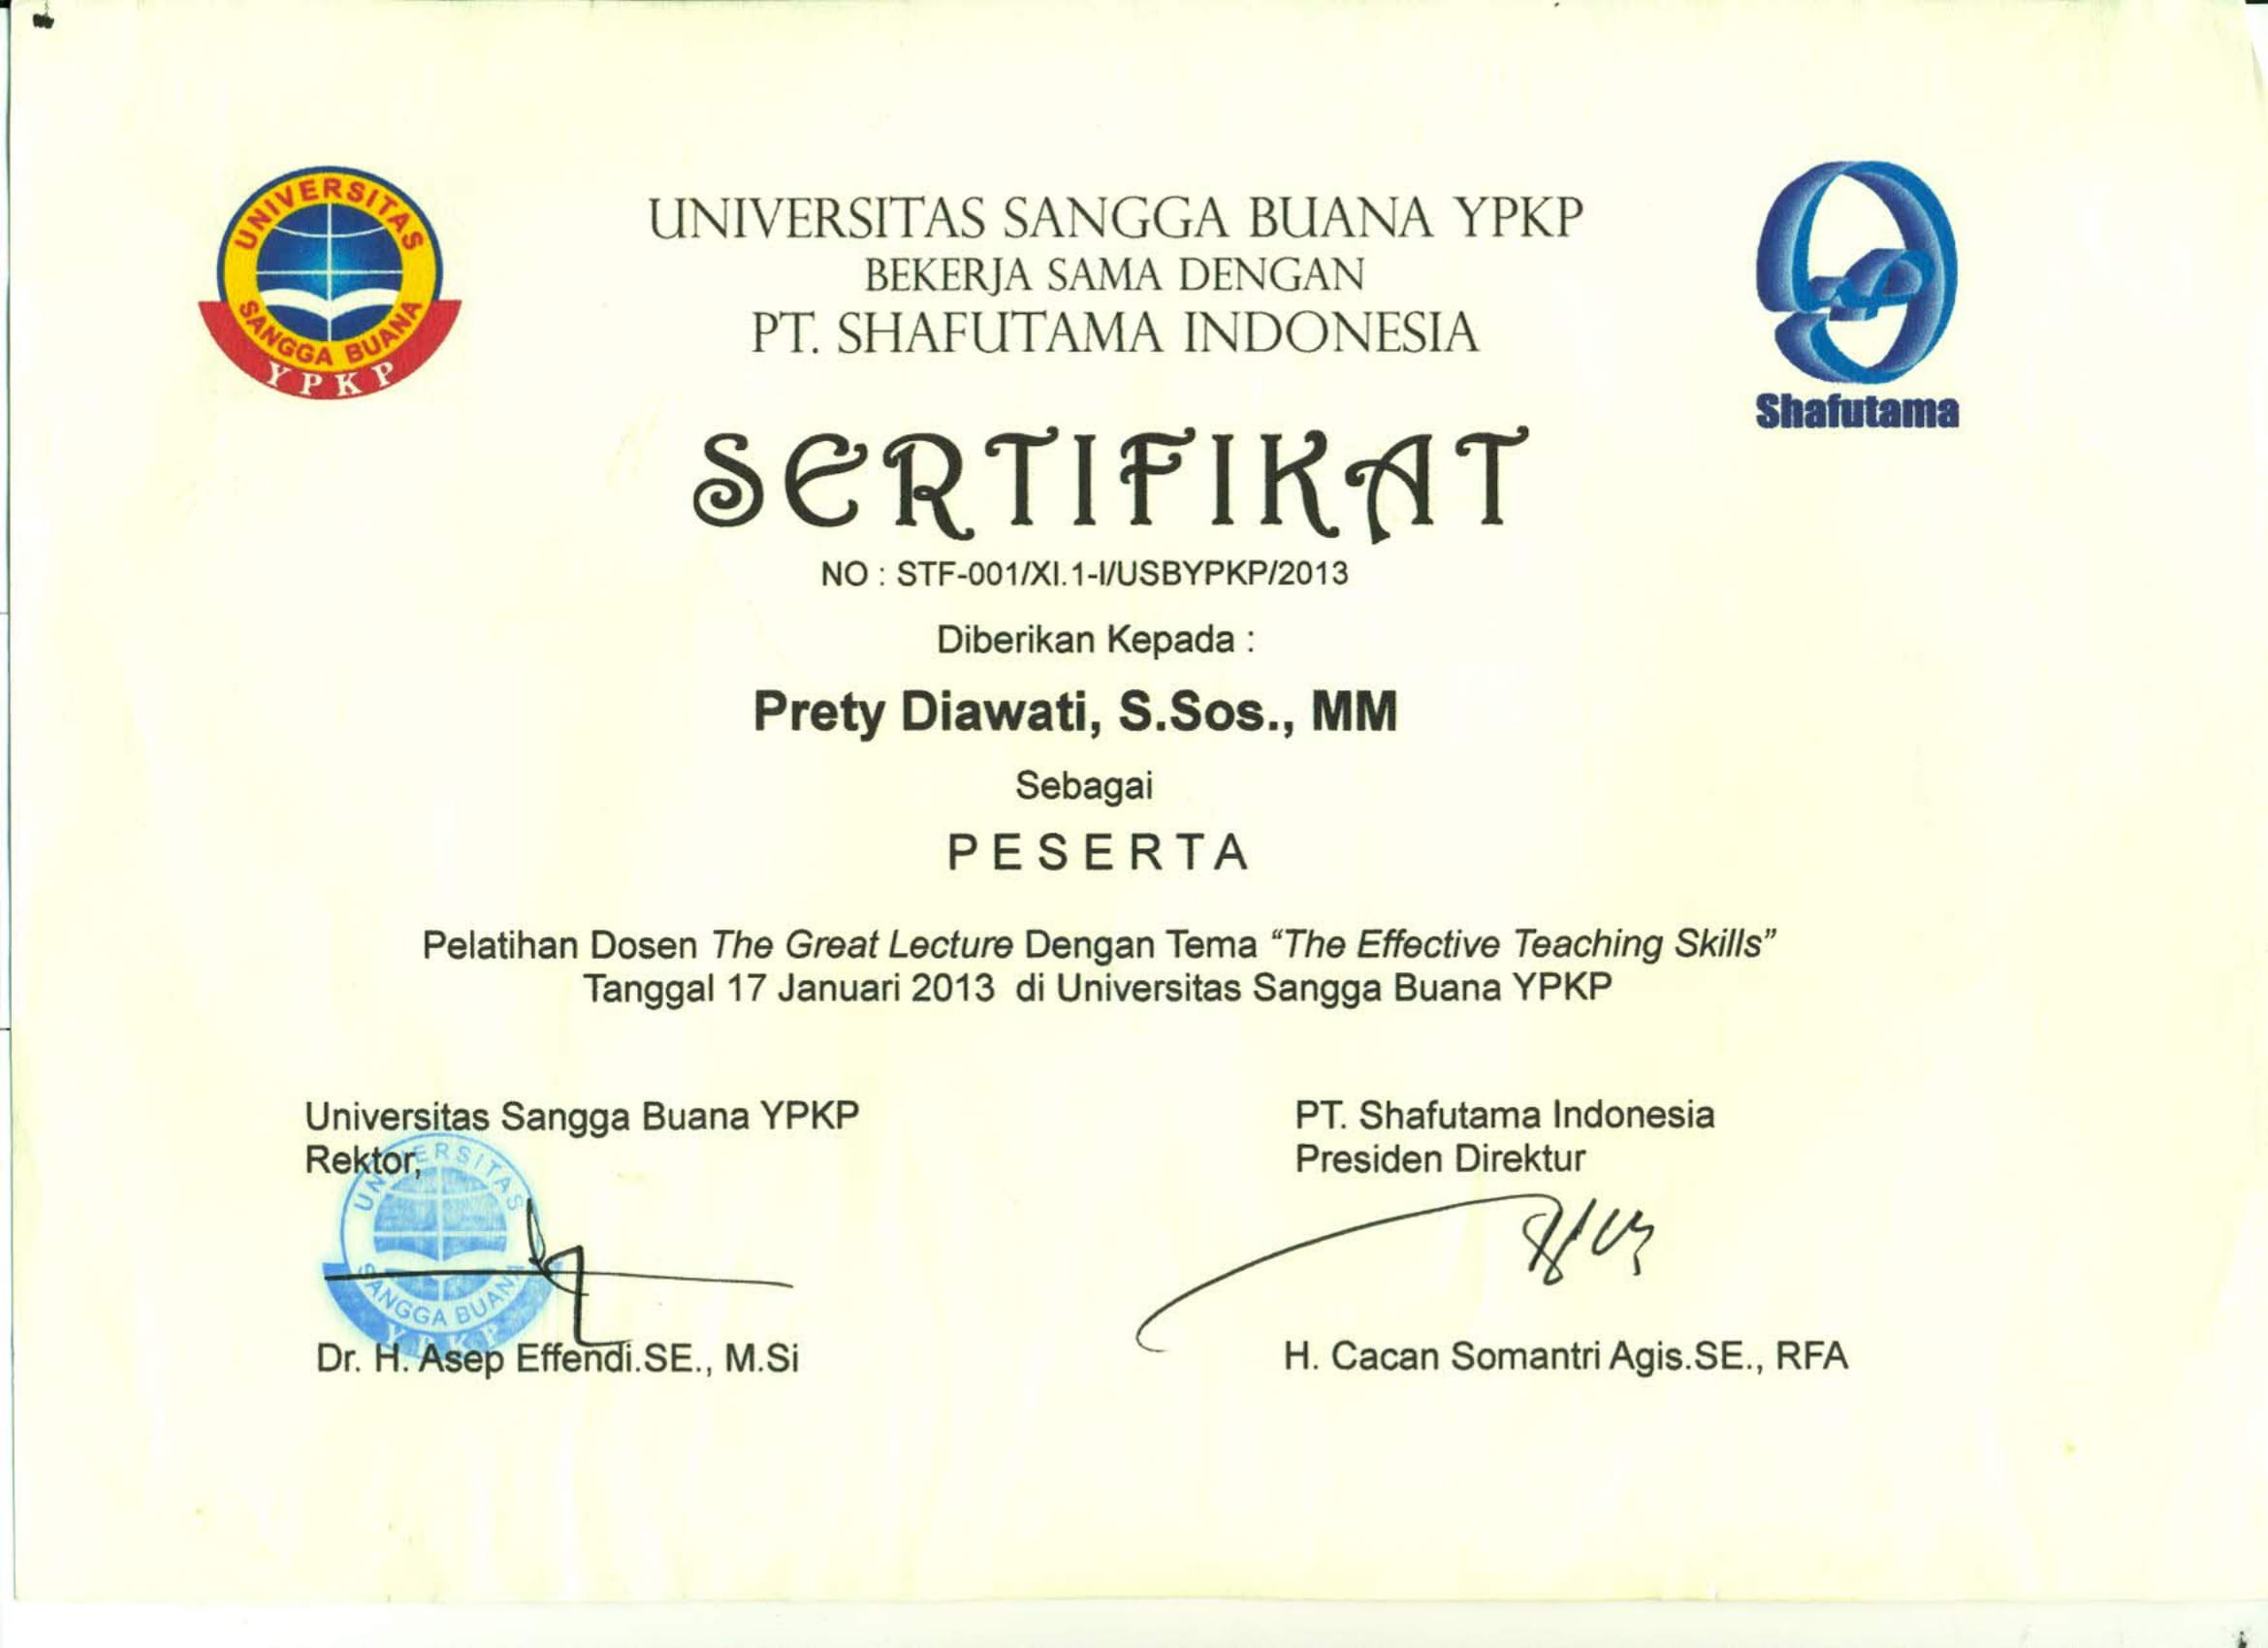 UNIVERSITAS
SANGGA BUANA
YPKP
UNIVERSITAS SANGGA BUANA YPKP
BEKERJA SAMA DENGAN
PT. SHAFUTAMA INDONESIA
Shafutama
SERTIFIKAT
NO : STF-001/XI.1-I/USBYPKP/2013
Diberikan Kepada :
Prety Diawati, S.Sos., MM
Sebagai
PESERTA
Pelatihan Dosen The Great Lecture Dengan Tema “The Effective Teaching Skills”
Tanggal 17 Januari 2013 di Universitas Sangga Buana YPKP
Universitas Sangga Buana YPKP
Rektor,
UNIVERSITAS
SANGGA BUANA
YPKP
Dr. H. Asep Effendi.SE., M.Si
PT. Shafutama Indonesia
Presiden Direktur
H. Cacan Somantri Agis.SE., RFA